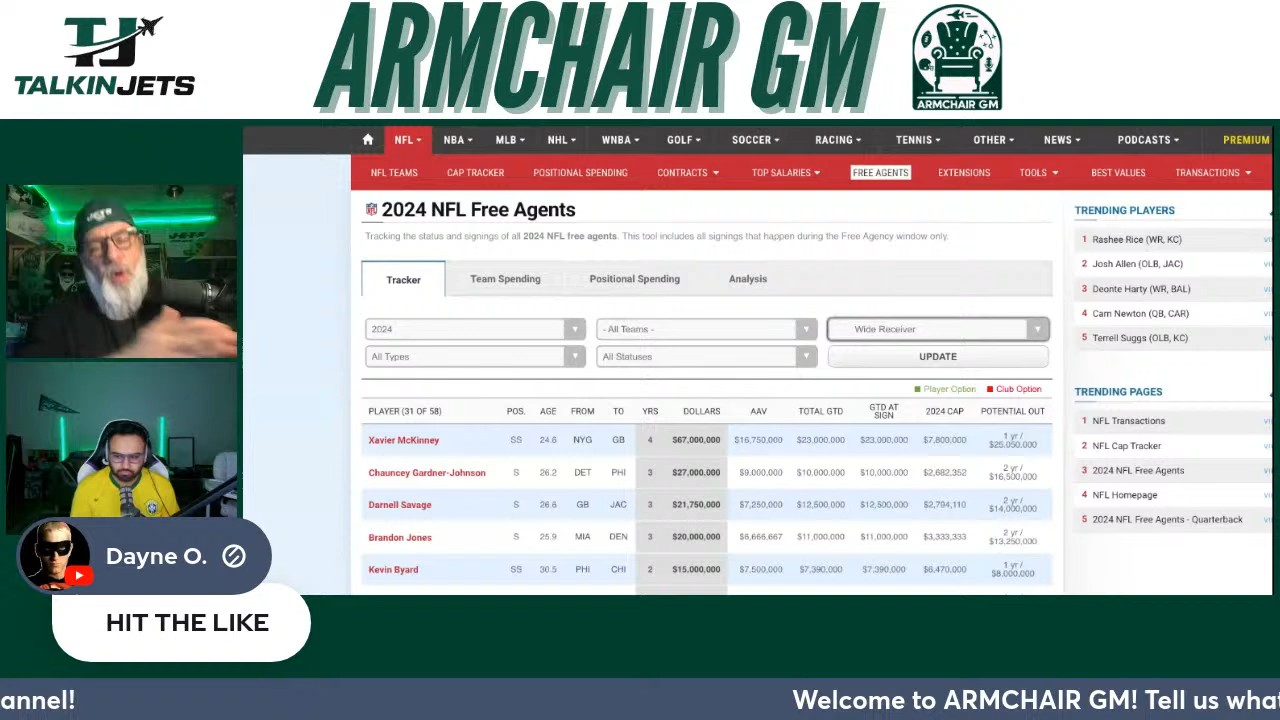 TJ
TALKINJETS
ARMCHAIR GM
ARMCHAIR GM
NFL NBA MLB NHL WNBA GOLF SOCCER RACING TENNIS OTHER NEWS PODCASTS PREMIUM
NFL TEAMS CAP TRACKER POSITIONAL SPENDING CONTRACTS TOP SALARIES FREE AGENTS EXTENSIONS TOOLS BEST VALUES TRANSACTIONS
2024 NFL Free Agents
Tracking the status and signings of all 2024 NFL free agents. This tool includes all signings that happen during the Free Agency window only.
Tracker Team Spending Positional Spending Analysis
2024 - All Teams - Wide Receiver
All Types All Statuses UPDATE
Player Option Club Option
PLAYER (31 OF 58) POS. AGE FROM TO YRS DOLLARS AAV TOTAL GTD GTD AT SIGN 2024 CAP POTENTIAL OUT
Xavier McKinney SS 24.6 NYG GB 4 $67,000,000 $16,750,000 $23,000,000 $23,000,000 $7,800,000 1 yr / $25,050,000
Chauncey Gardner-Johnson S 26.2 DET PHI 3 $27,000,000 $9,000,000 $10,000,000 $10,000,000 $2,682,352 2 yr / $16,500,000
Darnell Savage S 26.6 GB JAC 3 $21,750,000 $7,250,000 $12,500,000 $12,500,000 $2,794,110 2 yr / $14,000,000
Brandon Jones S 25.9 MIA DEN 3 $20,000,000 $6,666,667 $11,000,000 $11,000,000 $3,333,333 2 yr / $13,250,000
Kevin Byard SS 30.5 PHI CHI 2 $15,000,000 $7,500,000 $7,390,000 $7,390,000 $6,470,000 1 yr / $8,000,000
TRENDING PLAYERS
1 Rashee Rice (WR, KC)
2 Josh Allen (OLB, JAC)
3 Deonte Harty (WR, BAL)
4 Cam Newton (QB, CAR)
5 Terrell Suggs (OLB, KC)
TRENDING PAGES
1 NFL Transactions
2 NFL Cap Tracker
3 2024 NFL Free Agents
4 NFL Homepage
5 2024 NFL Free Agents - Quarterback
JETS
Dayne O.
HIT THE LIKE
annel! Welcome to ARMCHAIR GM! Tell us what